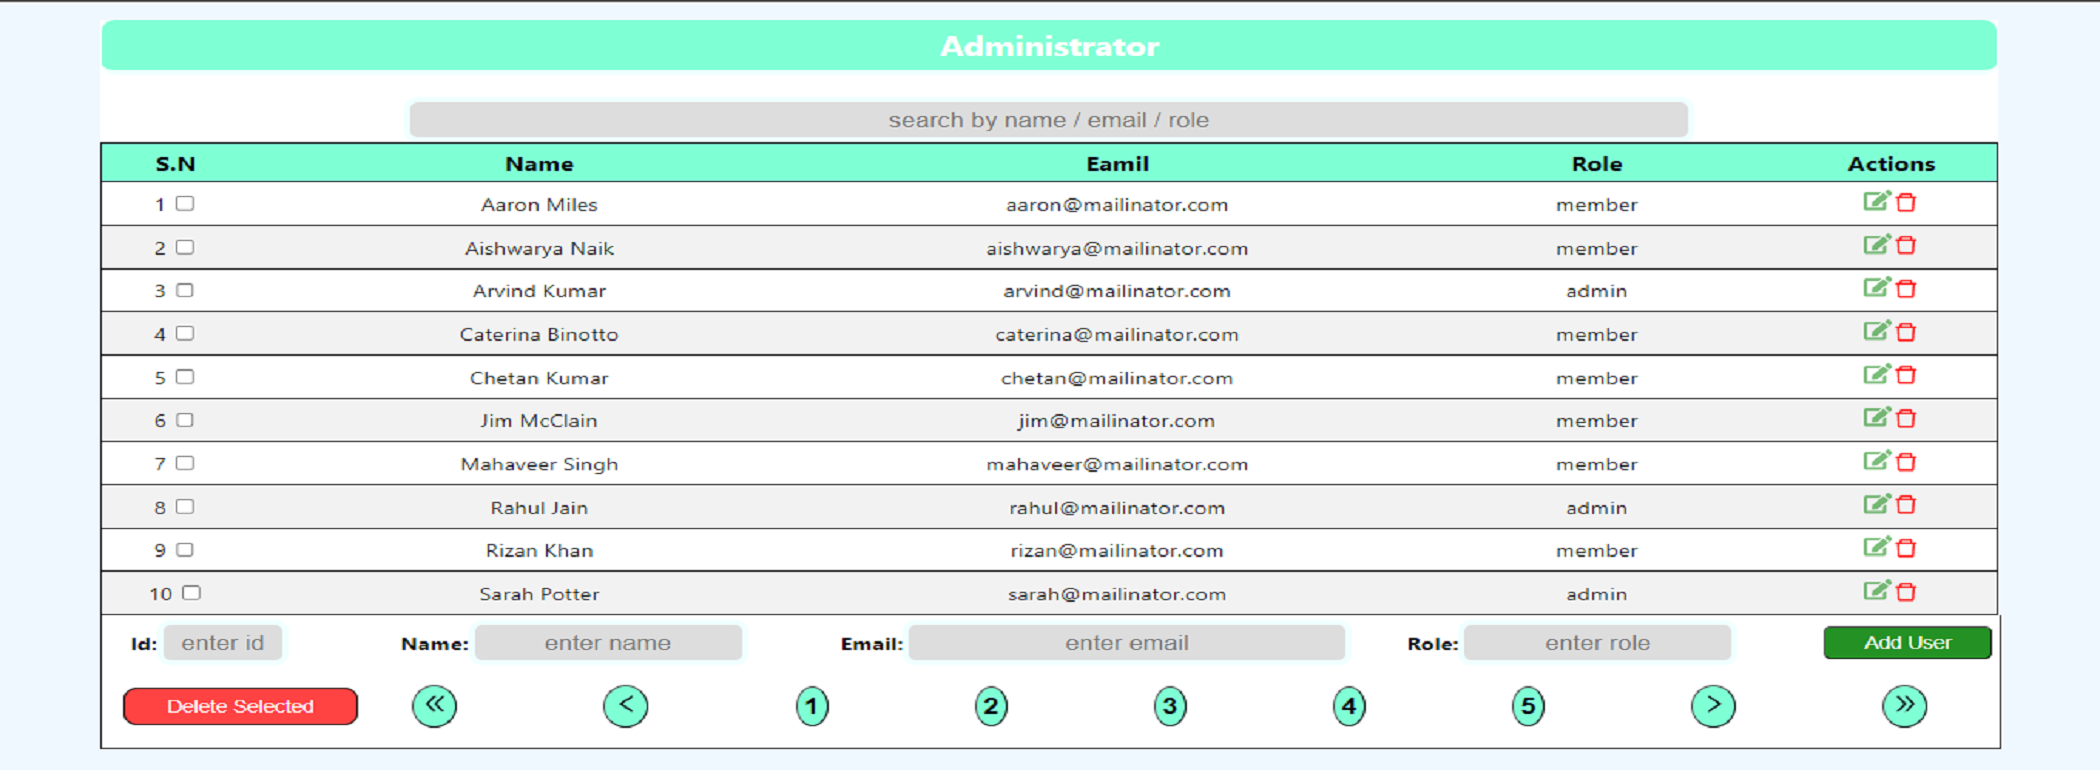 Administrator
search by name / email / role
S.N Name Eamil Role Actions
1 Aaron Miles aaron@mailinator.com member
2 Aishwarya Naik aishwarya@mailinator.com member
3 Arvind Kumar arvind@mailinator.com admin
4 Caterina Binotto caterina@mailinator.com member
5 Chetan Kumar chetan@mailinator.com member
6 Jim McClain jim@mailinator.com member
7 Mahaveer Singh mahaveer@mailinator.com member
8 Rahul Jain rahul@mailinator.com admin
9 Rizan Khan rizan@mailinator.com member
10 Sarah Potter sarah@mailinator.com admin
Id: enter id Name: enter name Email: enter email Role: enter role Add User
Delete Selected « < 1 2 3 4 5 > »